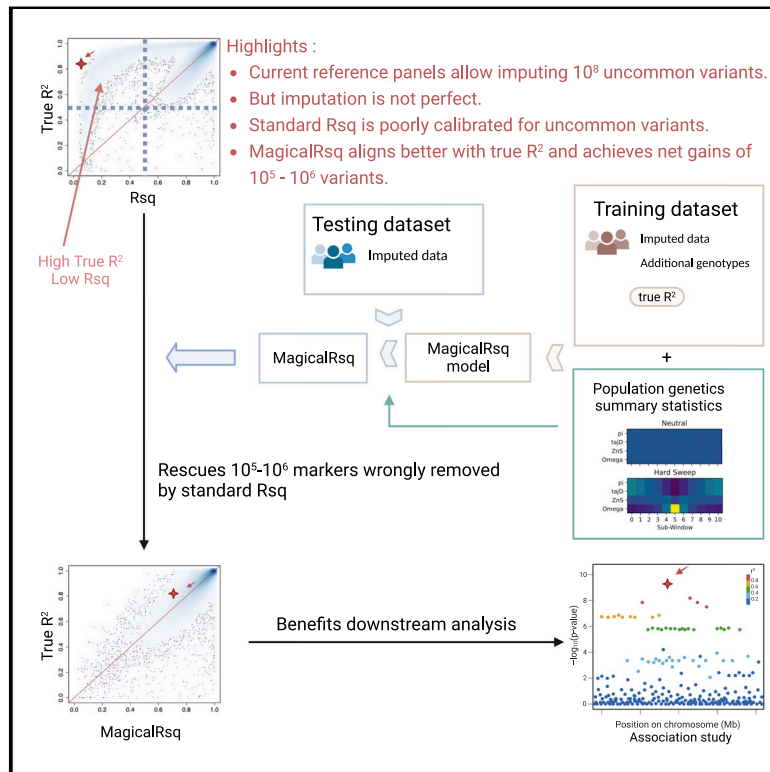 Highlights :
• Current reference panels allow imputing 10⁸ uncommon variants.
• But imputation is not perfect.
• Standard Rsq is poorly calibrated for uncommon variants.
• MagicalRsq aligns better with true R² and achieves net gains of
10⁵ - 10⁶ variants.
True R²
1.0
0.8
0.6
0.4
0.2
0.0
0.0 0.2 0.4 0.6 0.8 1.0
Rsq
High True R²
Low Rsq
Testing dataset
Imputed data
Training dataset
Imputed data
Additional genotypes
true R²
MagicalRsq
MagicalRsq
model
+
Population genetics
summary statistics
Neutral
pi
tajD
ZnS
Omega
Hard Sweep
pi
tajD
ZnS
Omega
0 1 2 3 4 5 6 7 8 9 10
Sub-Window
Rescues 10⁵-10⁶ markers wrongly removed
by standard Rsq
True R²
1.0
0.8
0.6
0.4
0.2
0.0
0.0 0.2 0.4 0.6 0.8 1.0
MagicalRsq
Benefits downstream analysis
−log₁₀(p-value)
10
8
6
4
2
0
r²
0.8
0.6
0.4
0.2
Position on chromosome (Mb)
Association study